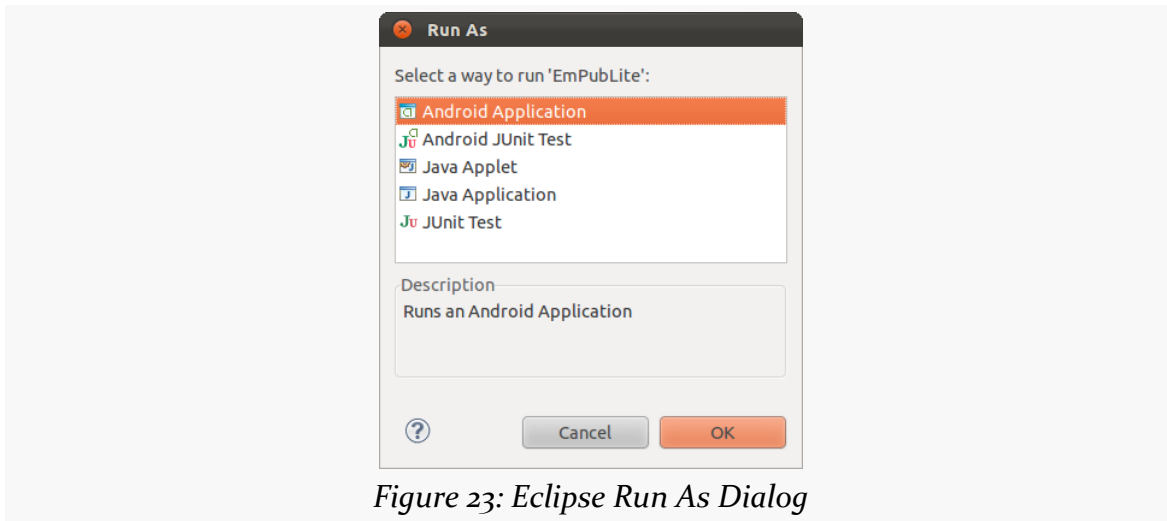 Run As
Select a way to run 'EmPubLite':
Android Application
Android JUnit Test
Java Applet
Java Application
JUnit Test
Description
Runs an Android Application
Cancel
OK
Figure 23: Eclipse Run As Dialog